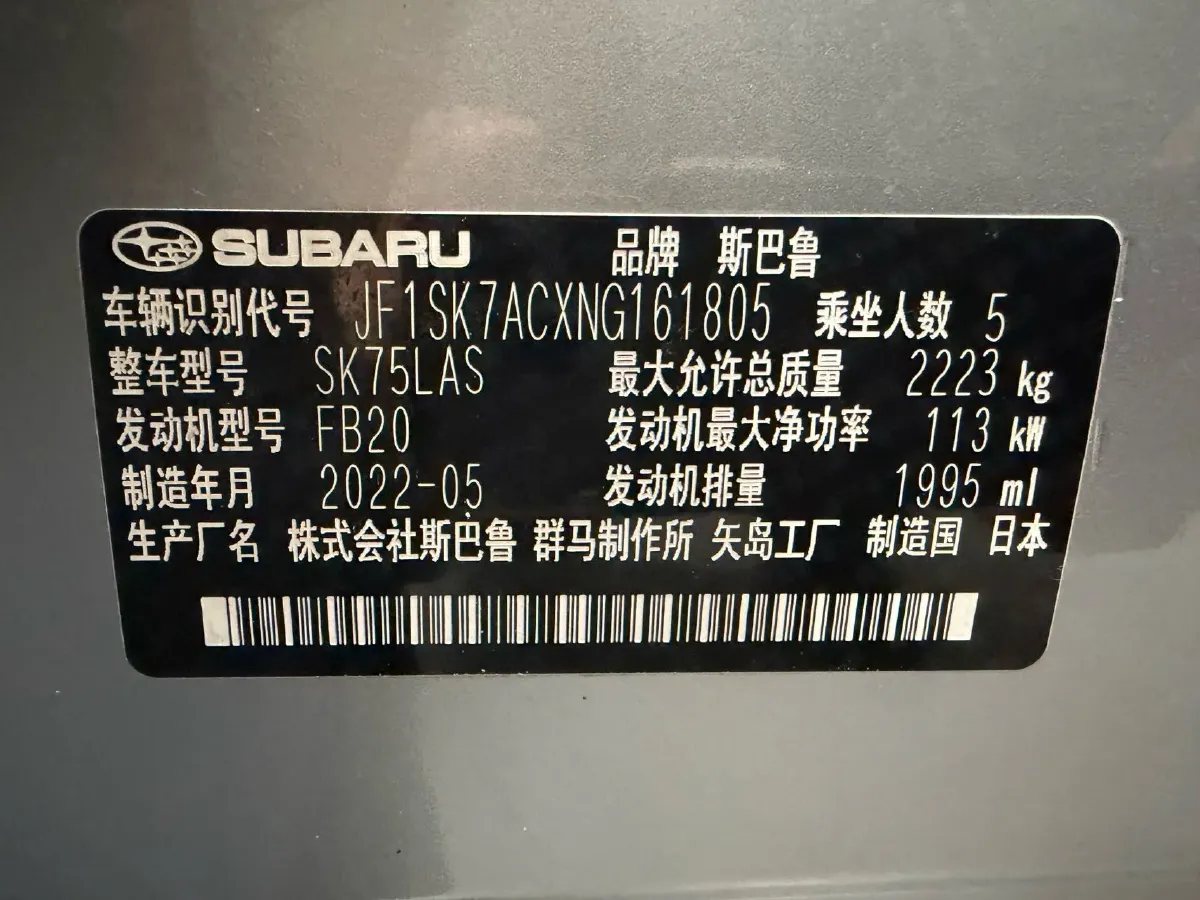 SUBARU 品牌 斯巴鲁
车辆识别代号 JF1SK7ACXNG161805 乘坐人数 5
整车型号 SK75LAS 最大允许总质量 2223 kg
发动机型号 FB20 发动机最大净功率 113 kW
制造年月 2022-05 发动机排量 1995 ml
生产厂名 株式会社斯巴鲁 群马制作所 矢岛工厂 制造国 日本